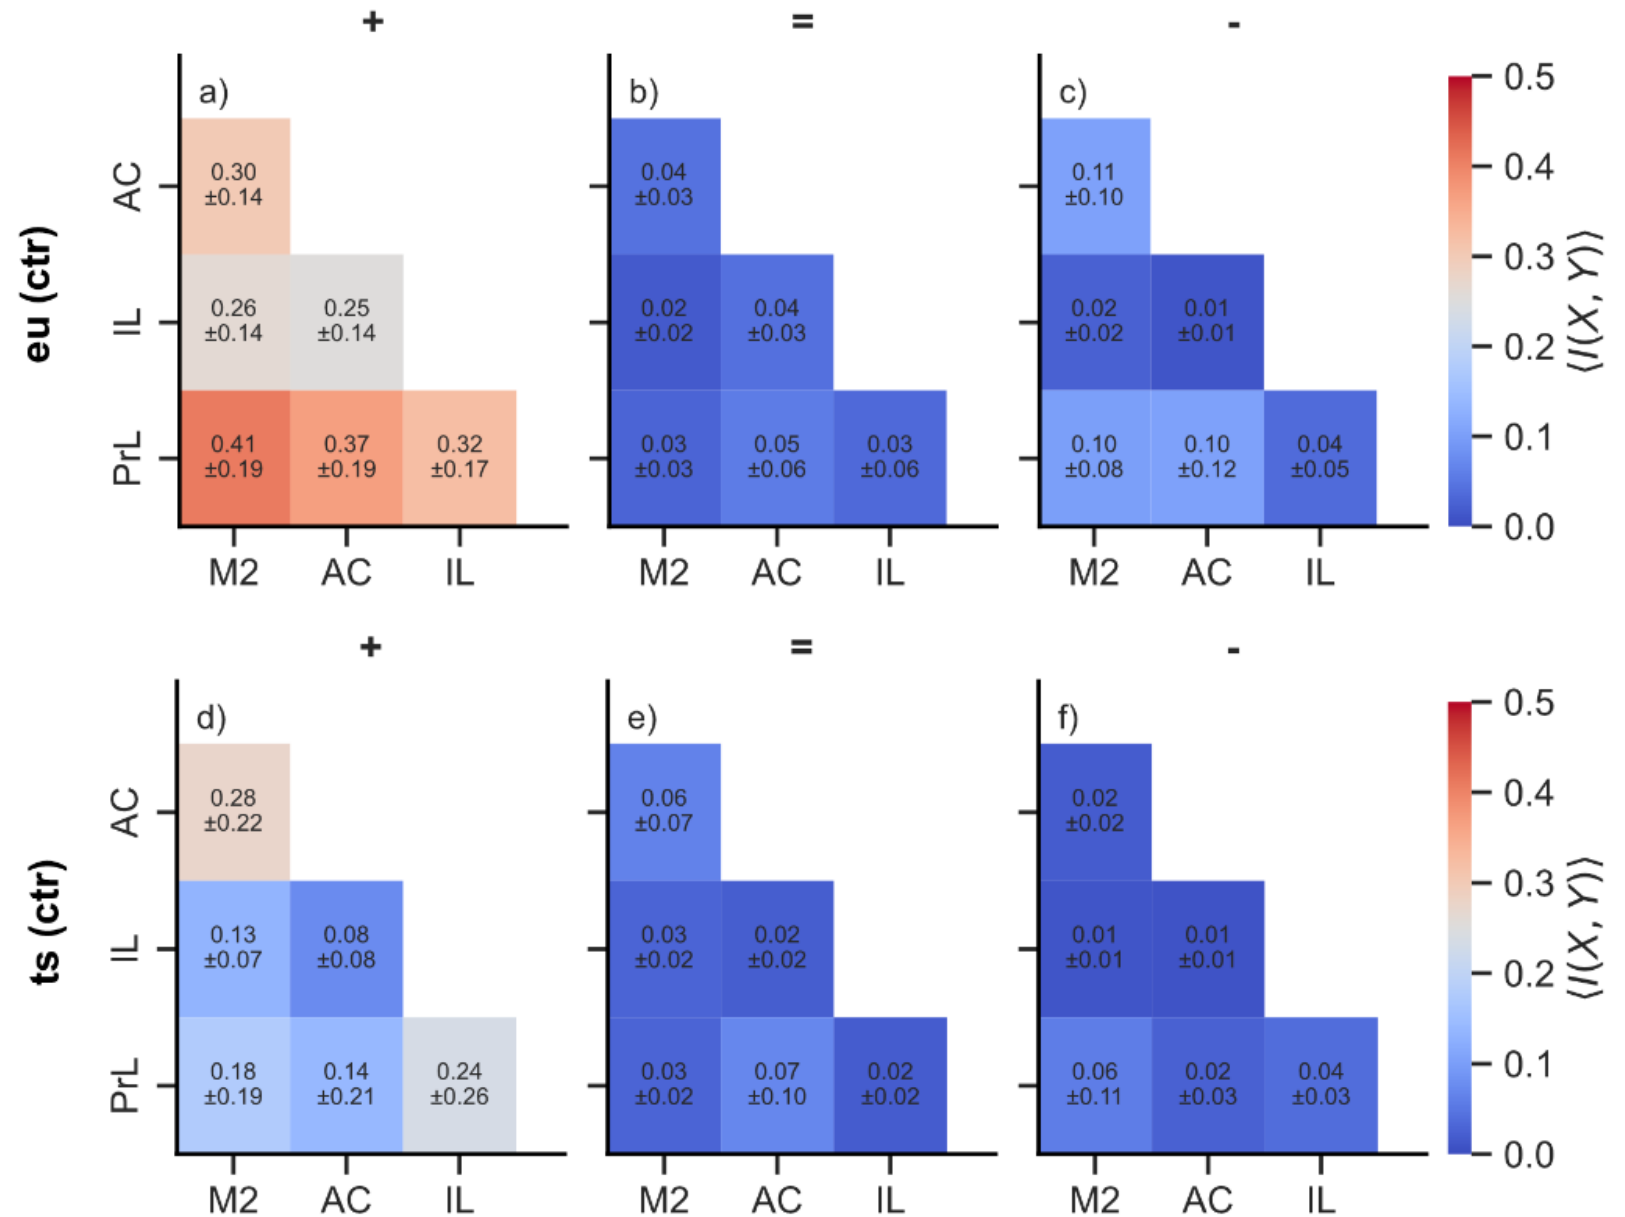 + = -
a) b) c)
0.5
0.4
0.3
0.2
0.1
0.0
⟨I(X, Y)⟩
eu (ctr)
AC
0.30 0.04 0.11
±0.14 ±0.03 ±0.10
IL
0.26 0.25 0.02 0.04 0.02 0.01
±0.14 ±0.14 ±0.02 ±0.03 ±0.02 ±0.01
PrL
0.41 0.37 0.32 0.03 0.05 0.03 0.10 0.10 0.04
±0.19 ±0.19 ±0.17 ±0.03 ±0.06 ±0.06 ±0.08 ±0.12 ±0.05
M2 AC IL M2 AC IL M2 AC IL
+ = -
d) e) f)
0.5
0.4
0.3
0.2
0.1
0.0
⟨I(X, Y)⟩
ts (ctr)
AC
0.28 0.06 0.02
±0.22 ±0.07 ±0.02
IL
0.13 0.08 0.03 0.02 0.01 0.01
±0.07 ±0.08 ±0.02 ±0.02 ±0.01 ±0.01
PrL
0.18 0.14 0.24 0.03 0.07 0.02 0.06 0.02 0.04
±0.19 ±0.21 ±0.26 ±0.02 ±0.10 ±0.02 ±0.11 ±0.03 ±0.03
M2 AC IL M2 AC IL M2 AC IL